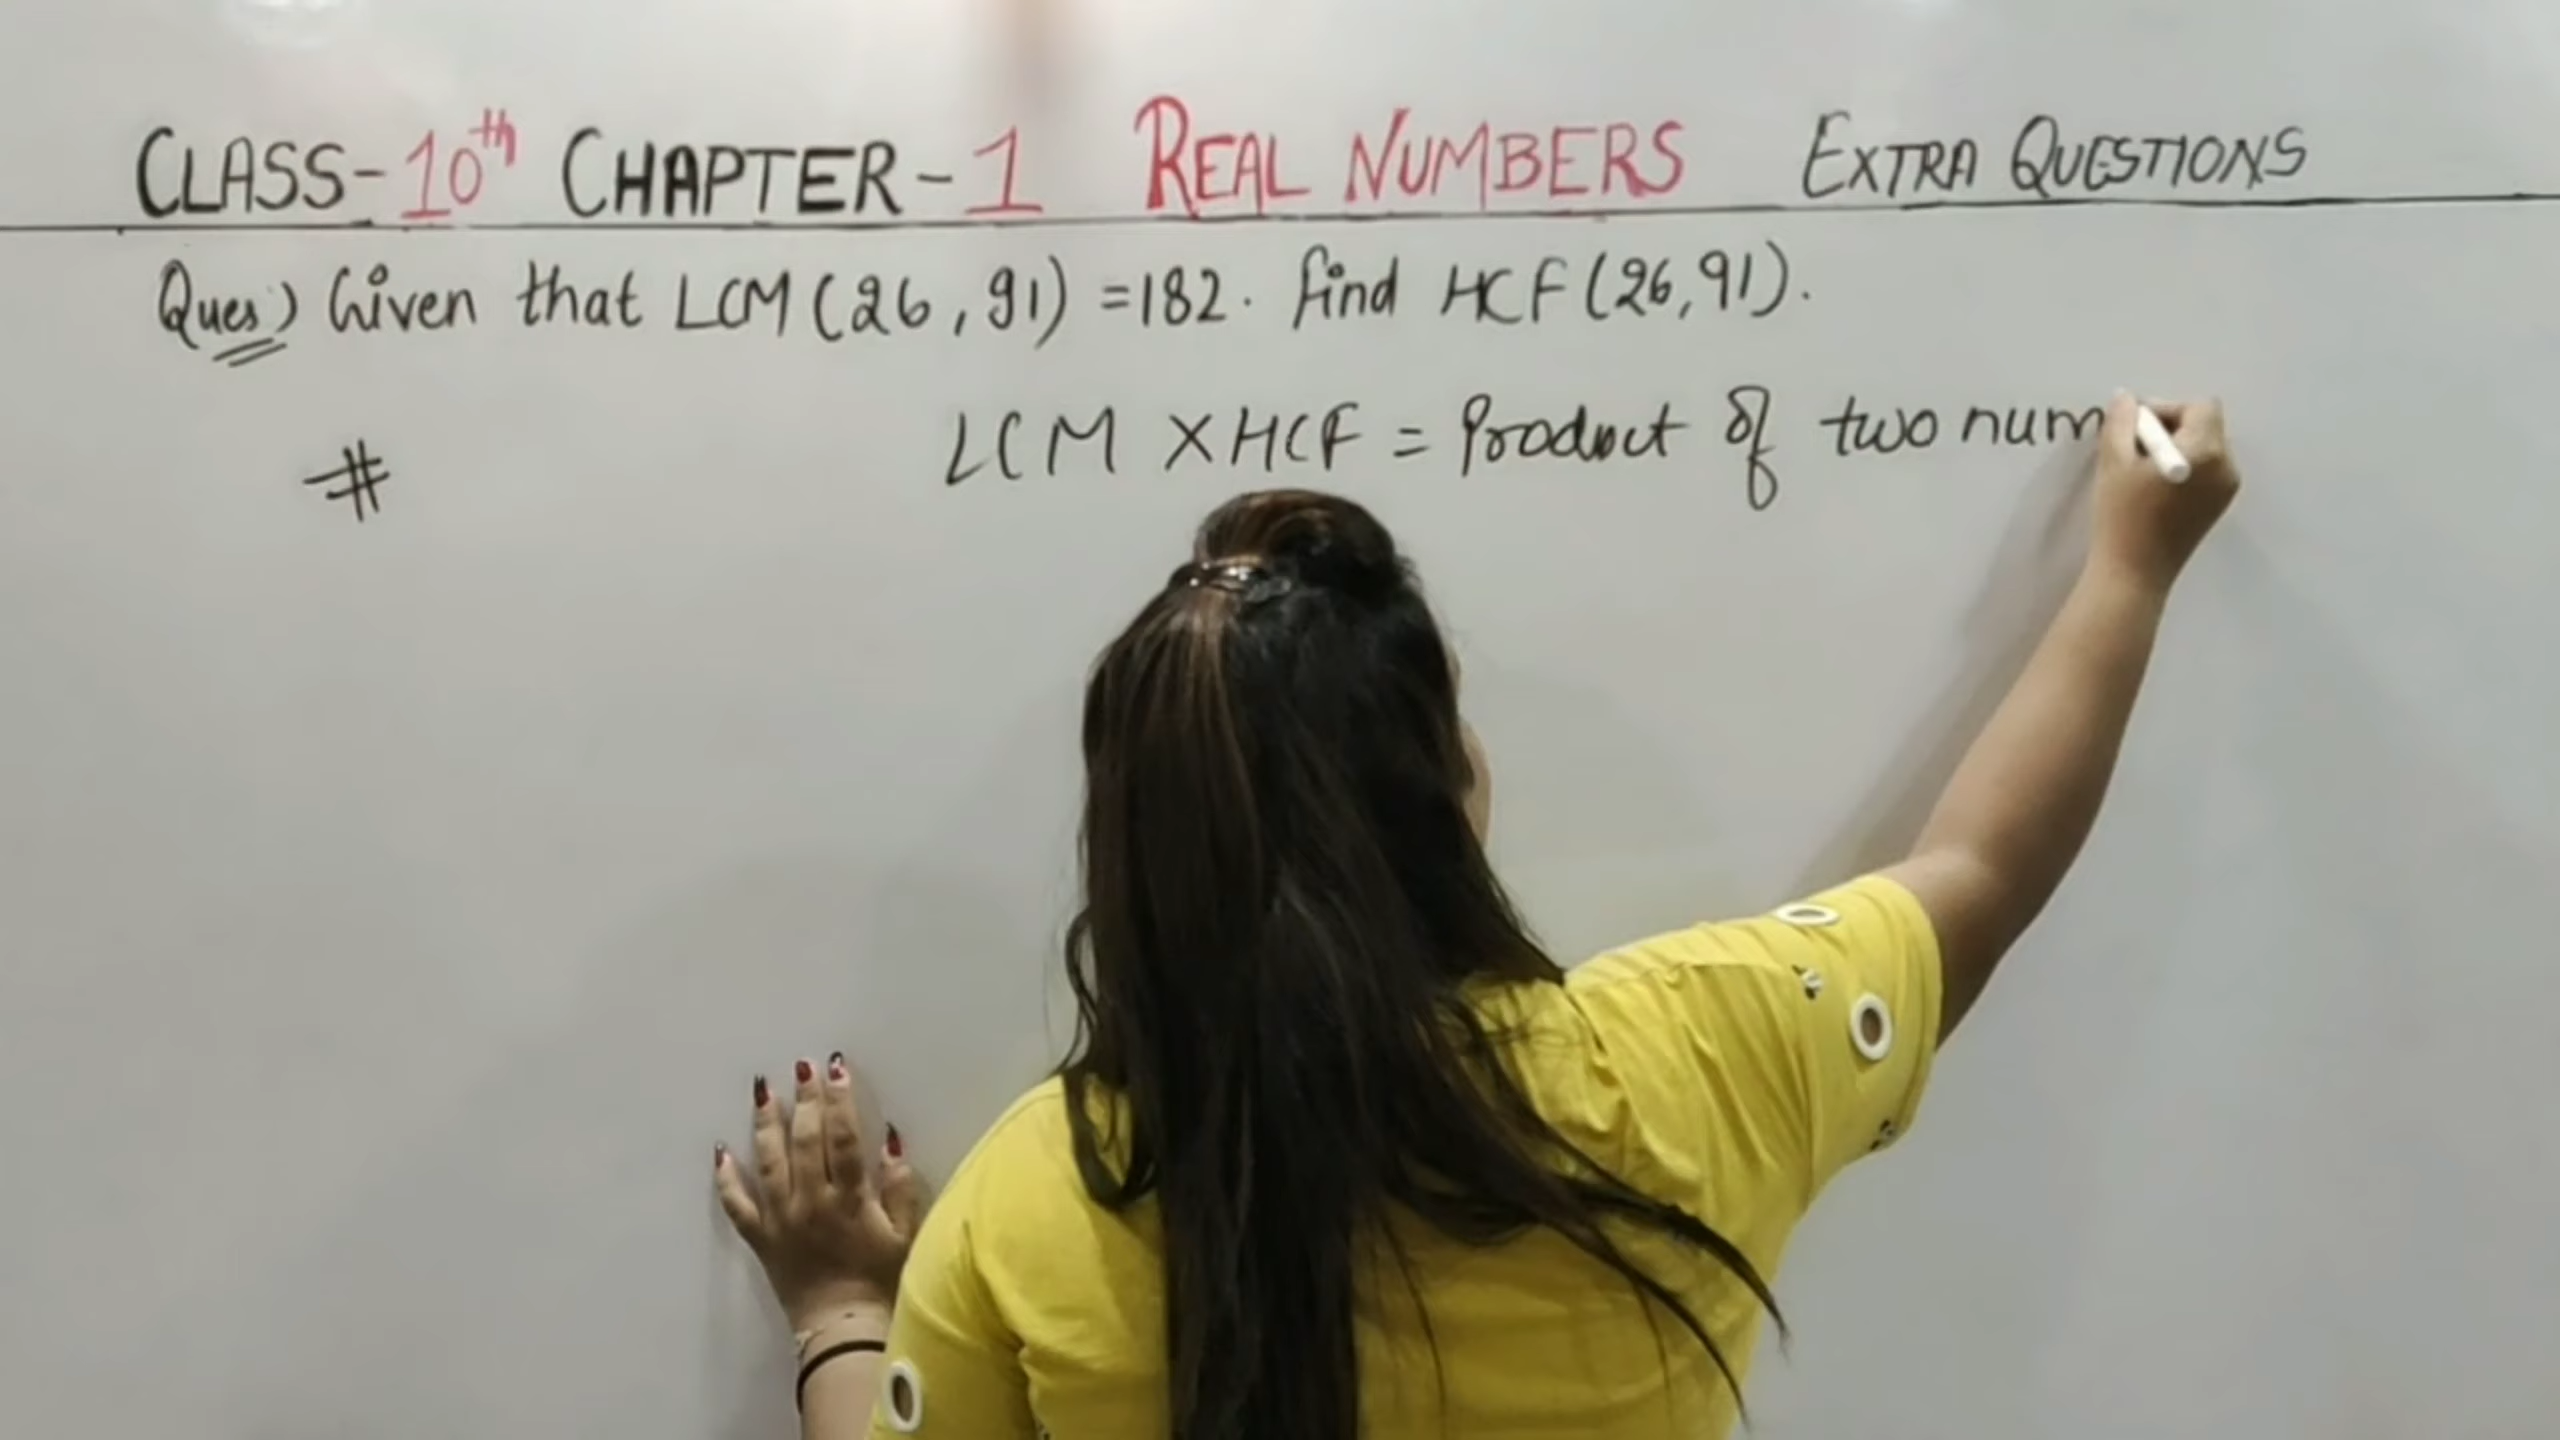 CLASS-10th CHAPTER-1 REAL NUMBERS EXTRA QUESTIONS
Ques) Given that LCM (26, 91) =182. find HCF (26,91).
# LCM X HCF = Product of two num